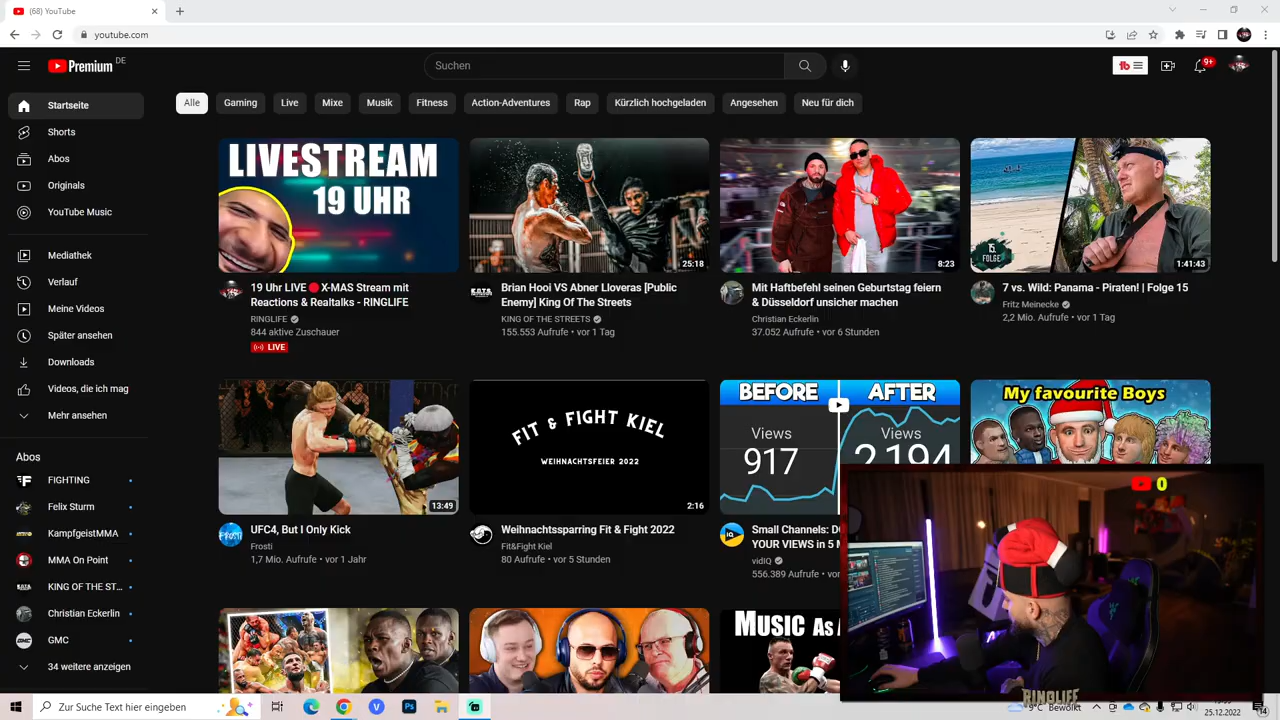 (68) YouTube
youtube.com
Premium DE
Suchen
9+
Startseite
Shorts
Abos
Originals
YouTube Music
Mediathek
Verlauf
Meine Videos
Später ansehen
Downloads
Videos, die ich mag
Mehr ansehen
Abos
FIGHTING
Felix Sturm
KampfgeistMMA
MMA On Point
KING OF THE ST...
Christian Eckerlin
GMC
34 weitere anzeigen
Alle
Gaming
Live
Mixe
Musik
Fitness
Action-Adventures
Rap
Kürzlich hochgeladen
Angesehen
Neu für dich
LIVESTREAM
19 UHR
19 Uhr LIVE🔴X-MAS Stream mit
Reactions & Realtalks - RINGLIFE
RINGLIFE
844 aktive Zuschauer
LIVE
25:18
Brian Hooi VS Abner Lloveras [Public
Enemy] King Of The Streets
KING OF THE STREETS
155.553 Aufrufe • vor 1 Tag
8:23
Mit Haftbefehl seinen Geburtstag feiern
& Düsseldorf unsicher machen
Christian Eckerlin
37.052 Aufrufe • vor 6 Stunden
15.
FOLGE
1:41:43
7 vs. Wild: Panama - Piraten! | Folge 15
Fritz Meinecke
2,2 Mio. Aufrufe • vor 1 Tag
13:49
UFC4, But I Only Kick
Frosti
1,7 Mio. Aufrufe • vor 1 Jahr
FIT & FIGHT KIEL
WEIHNACHTSFEIER 2022
2:16
Weihnachtssparring Fit & Fight 2022
Fit&Fight Kiel
80 Aufrufe • vor 5 Stunden
BEFORE
AFTER
Views
917
Views
2,194
Small Channels: D
YOUR VIEWS in 5 M
vidIQ
556.389 Aufrufe • vor
My favourite Boys
0
MUSIC AS A
RINGLIFE
Zur Suche Text hier eingeben
9°C Bewölkt
25.12.2022
14